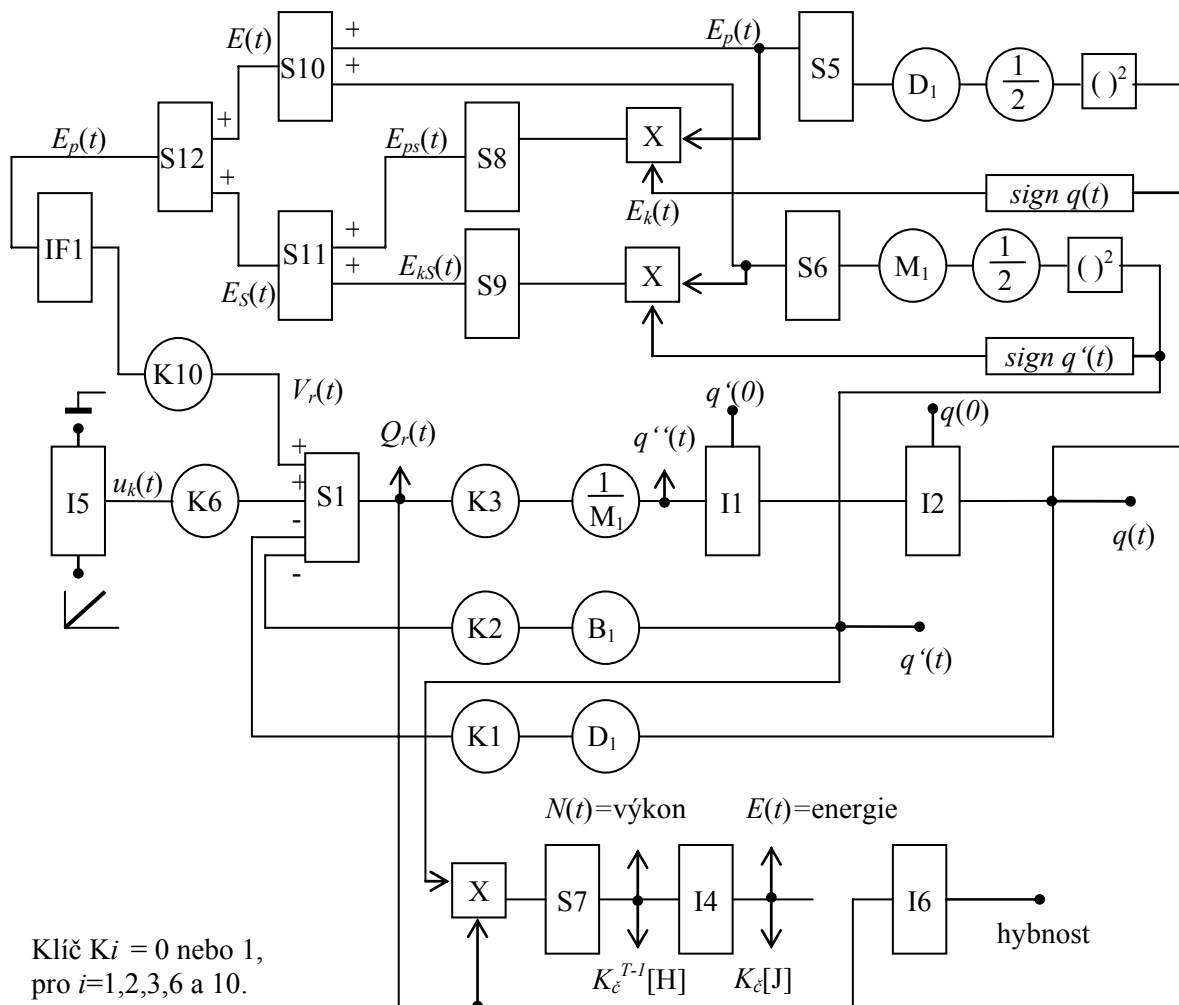 E(t)
+
E_p(t)
S10
+
S5
D₁
1/2
( )²
E_p(t)
S12
+
+
E_ps(t)
S8
X
E_k(t)
sign q(t)
IF1
S11
+
+
E_kS(t)
S9
X
S6
M₁
1/2
( )²
E_S(t)
sign q‘(t)
K10
V_r(t)
q‘(0)
q(0)
Q_r(t)
q‘‘(t)
I5
u_k(t)
K6
+
+
-
-
S1
K3
1/M₁
I1
I2
q(t)
K2
B₁
q‘(t)
K1
D₁
N(t)=výkon
E(t)=energie
X
S7
I4
I6
hybnost
K_č^T-1[H]
K_č[J]
Klíč Ki = 0 nebo 1,
pro i=1,2,3,6 a 10.